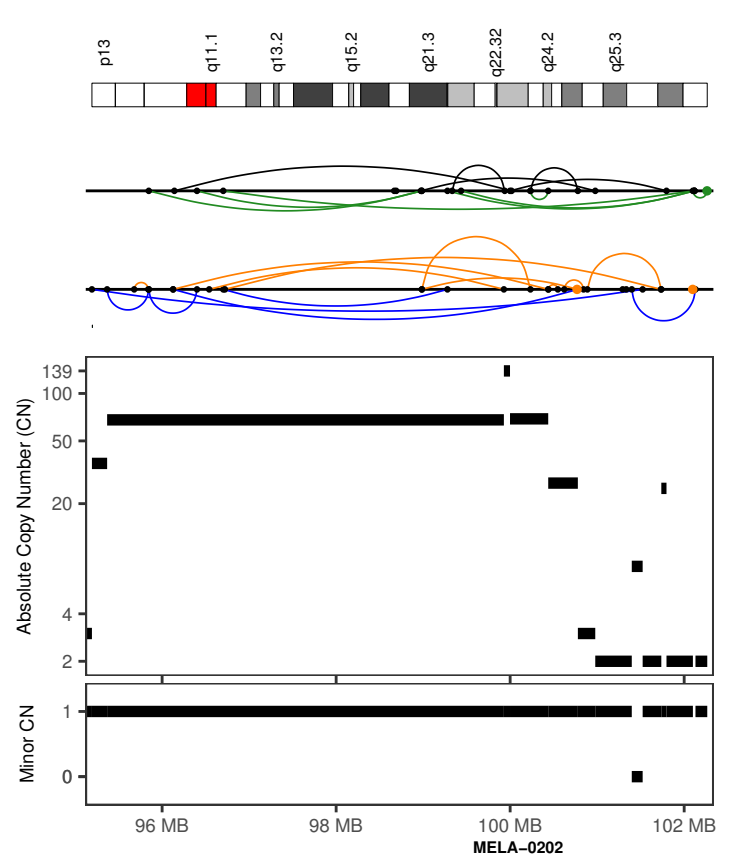 p13 q11.1 q13.2 q15.2 q21.3 q22.32 q24.2 q25.3
Absolute Copy Number (CN)
139
100
50
20
4
2
Minor CN
1
0
96 MB 98 MB 100 MB 102 MB
MELA−0202